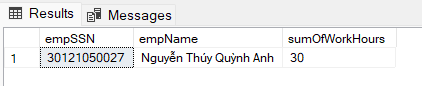 Results Messages
empSSN empName sumOfWorkHours
1 30121050027 Nguyễn Thúy Quỳnh Anh 30